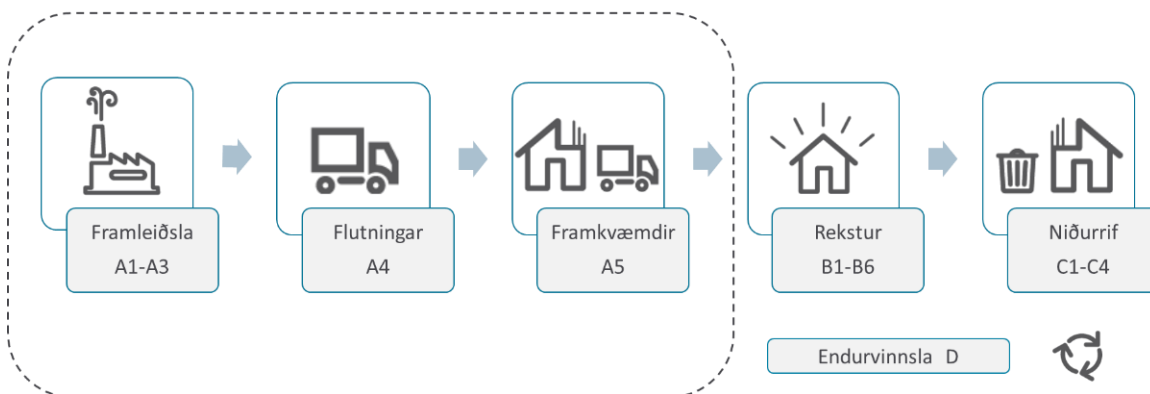 Framleiðsla
A1-A3
Flutningar
A4
Framkvæmdir
A5
Rekstur
B1-B6
Niðurrif
C1-C4
Endurvinnsla D